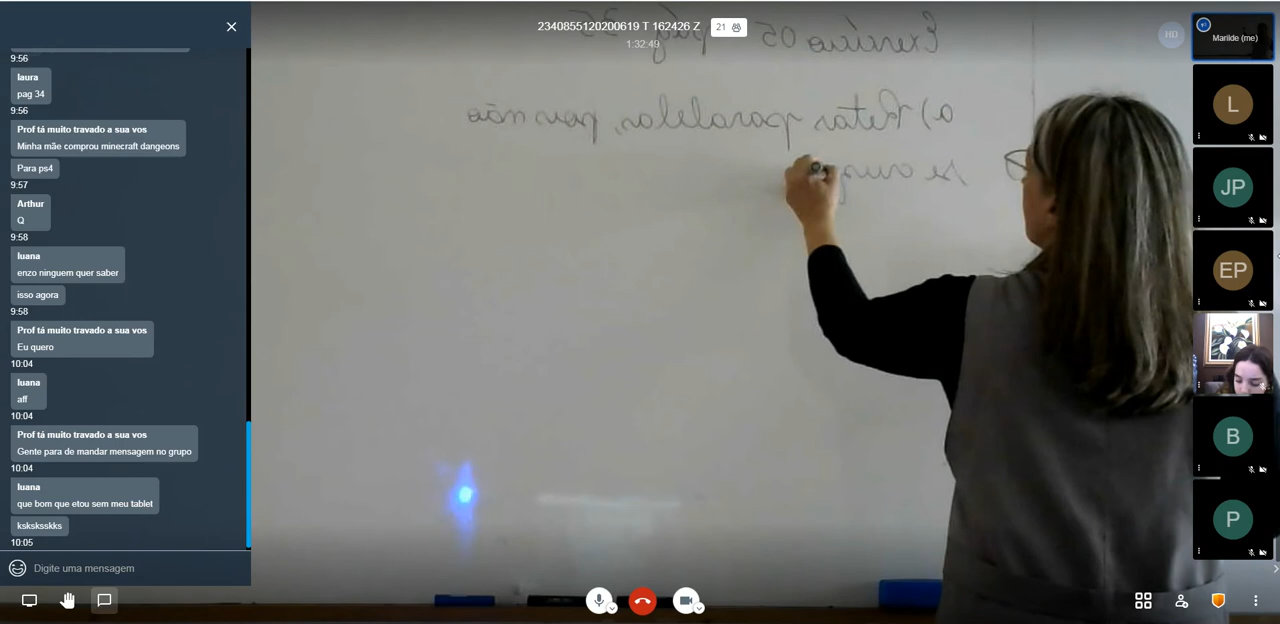 9:56
laura
pag 34
9:56
Prof tá muito travado a sua vos
Minha mãe comprou minecraft dangeons
Para ps4
9:57
Arthur
Q
9:58
luana
enzo ninguem quer saber
isso agora
9:58
Prof tá muito travado a sua vos
Eu quero
10:04
luana
aff
10:04
Prof tá muito travado a sua vos
Gente para de mandar mensagem no grupo
10:04
luana
que bom que etou sem meu tablet
ksksksskks
10:05
Digite uma mensagem
2340855120200619 T 162426 Z
21
1:32:49
Exercício 05 pág 35
a) Retas paralelas, pois não
se cruz
HD
Marilde (me)
L
JP
EP
B
P